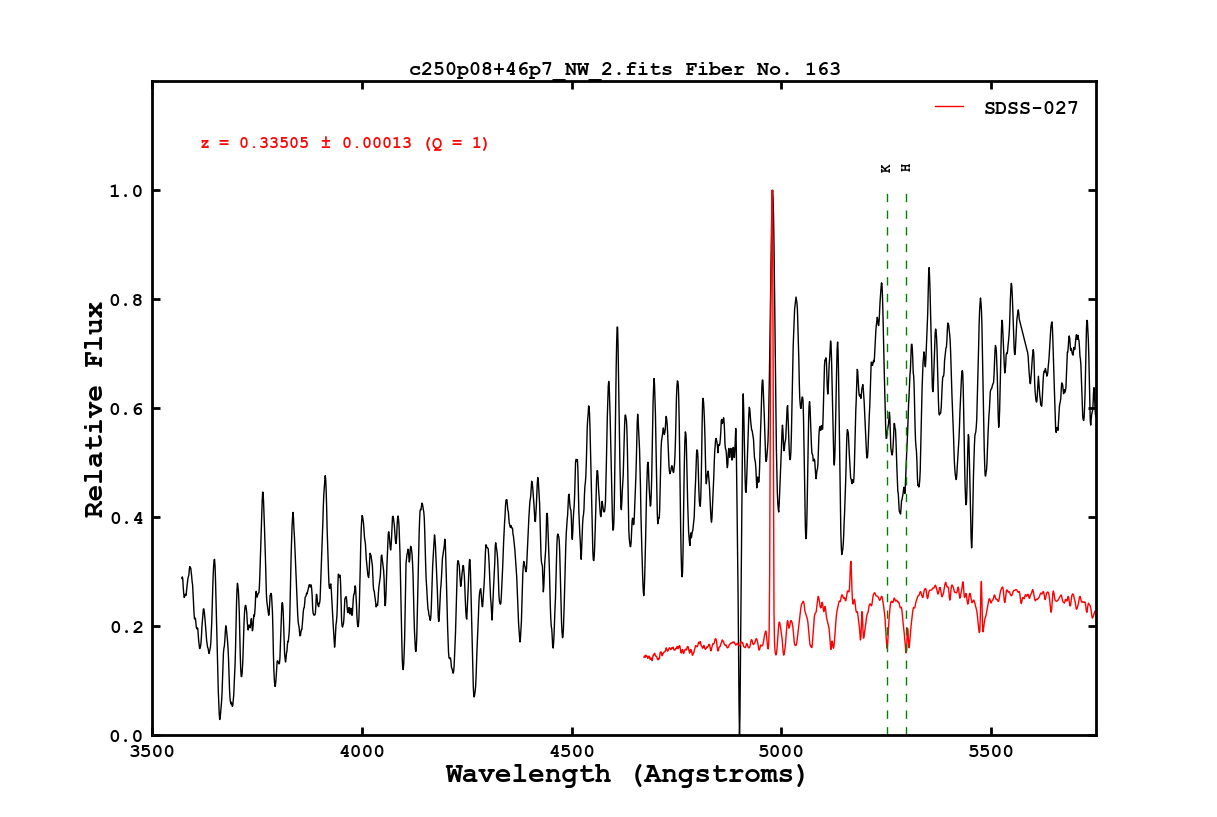 c250p08+46p7_NW_2.fits Fiber No. 163
SDSS-027
z = 0.33505 ± 0.00013 (Q = 1)
K H
1.0
0.8
0.6
0.4
0.2
0.0
Relative Flux
3500 4000 4500 5000 5500
Wavelength (Angstroms)